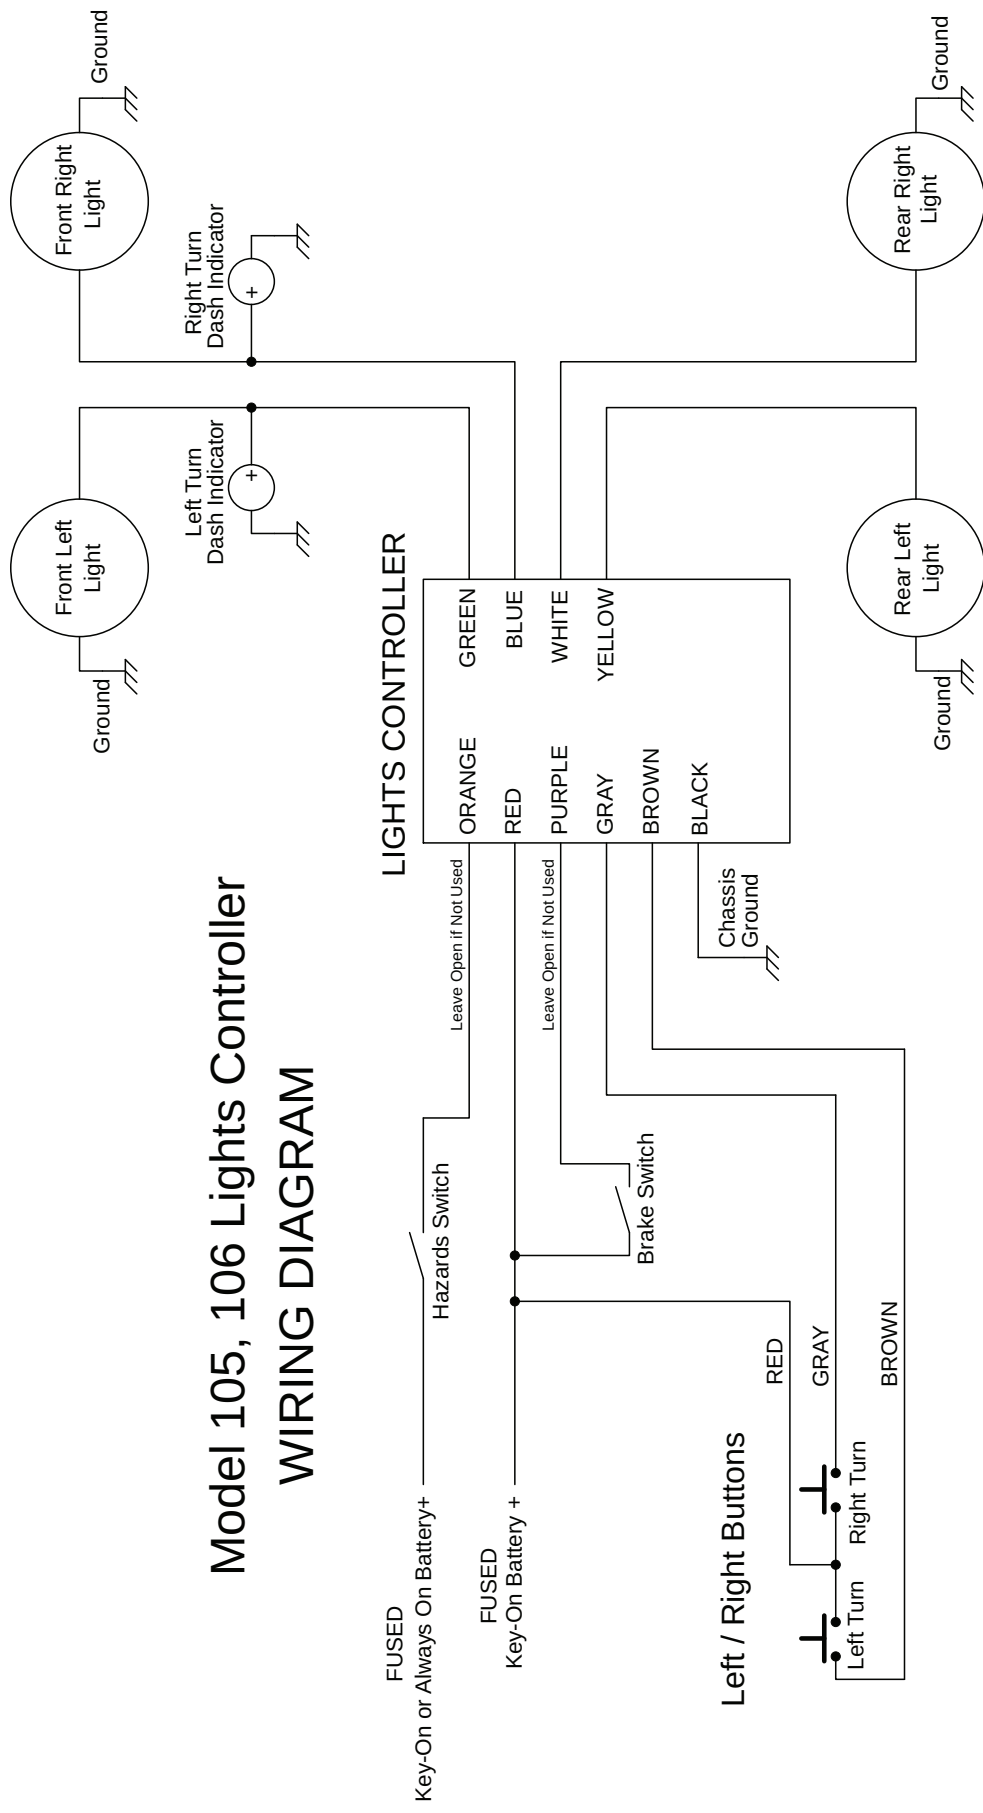 Model 105, 106 Lights Controller
WIRING DIAGRAM
Ground
Front Left
Light
Front Right
Light
Ground
Left Turn
Dash Indicator
+
Right Turn
Dash Indicator
+
FUSED
Key-On or Always On Battery+
Hazards Switch
Leave Open if Not Used
FUSED
Key-On Battery +
Leave Open if Not Used
Brake Switch
LIGHTS CONTROLLER
ORANGE
RED
PURPLE
GRAY
BROWN
BLACK
GREEN
BLUE
WHITE
YELLOW
Chassis
Ground
Left / Right Buttons
RED
GRAY
BROWN
Left Turn
Right Turn
Ground
Rear Left
Light
Rear Right
Light
Ground